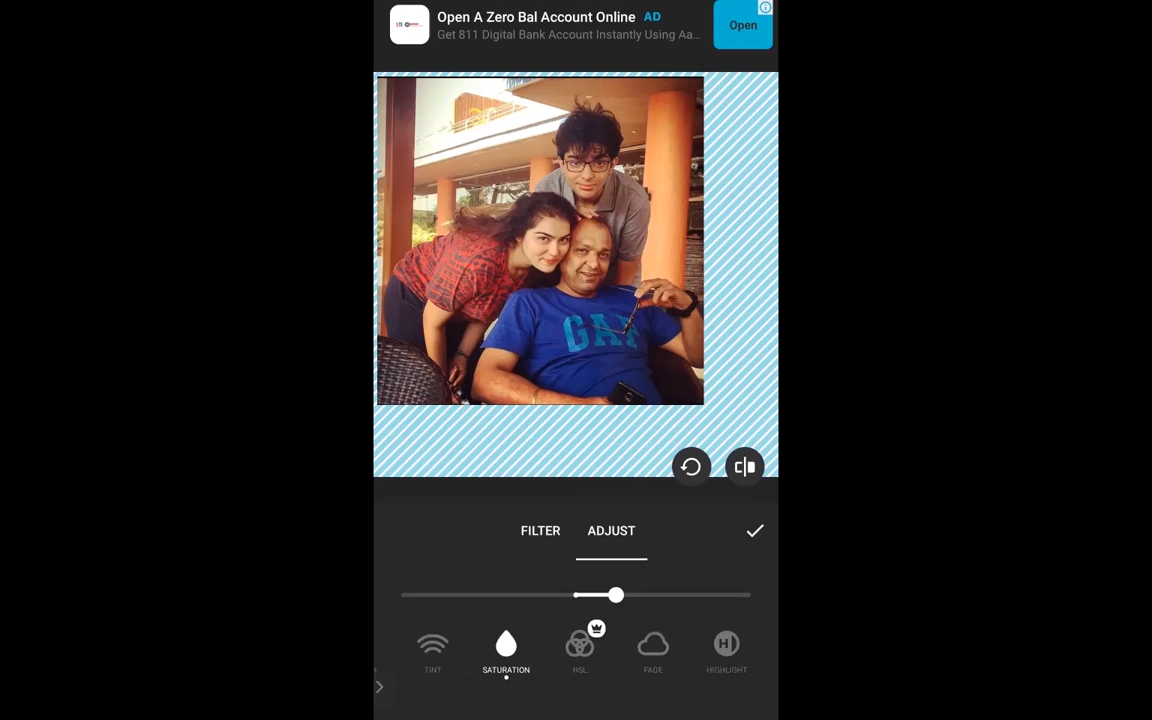 Open A Zero Bal Account Online AD
Get 811 Digital Bank Account Instantly Using Aa...
Open
GAP
FILTER ADJUST
TINT SATURATION HSL FADE HIGHLIGHT